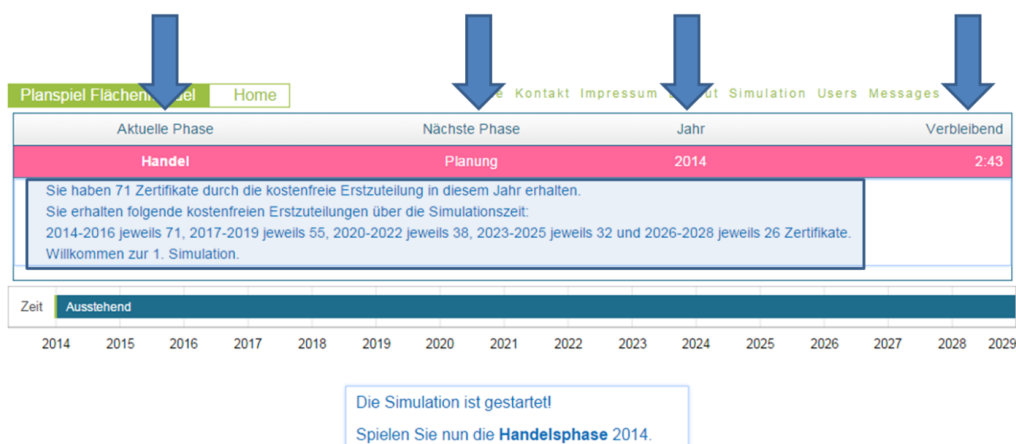 Planspiel Flächen Home
Kontakt Impressum Simulation Users Messages
Aktuelle Phase Nächste Phase Jahr Verbleibend
Handel Planung 2014 2:43
Sie haben 71 Zertifikate durch die kostenfreie Erstzuteilung in diesem Jahr erhalten.
Sie erhalten folgende kostenfreien Erstzuteilungen über die Simulationszeit:
2014-2016 jeweils 71, 2017-2019 jeweils 55, 2020-2022 jeweils 38, 2023-2025 jeweils 32 und 2026-2028 jeweils 26 Zertifikate.
Willkommen zur 1. Simulation.
Zeit Ausstehend
2014 2015 2016 2017 2018 2019 2020 2021 2022 2023 2024 2025 2026 2027 2028 2029
Die Simulation ist gestartet!
Spielen Sie nun die Handelsphase 2014.